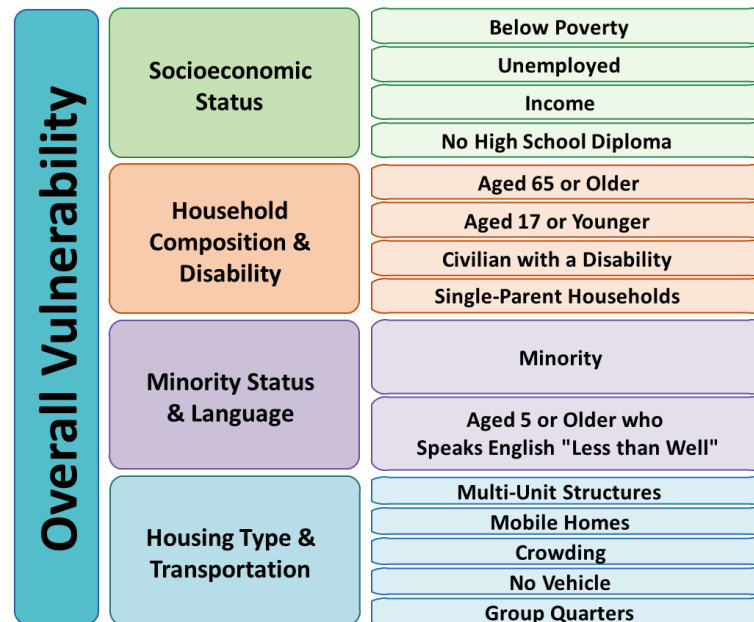 Overall Vulnerability
Socioeconomic
Status
Below Poverty
Unemployed
Income
No High School Diploma
Household
Composition &
Disability
Aged 65 or Older
Aged 17 or Younger
Civilian with a Disability
Single-Parent Households
Minority Status
& Language
Minority
Aged 5 or Older who
Speaks English "Less than Well"
Housing Type &
Transportation
Multi-Unit Structures
Mobile Homes
Crowding
No Vehicle
Group Quarters